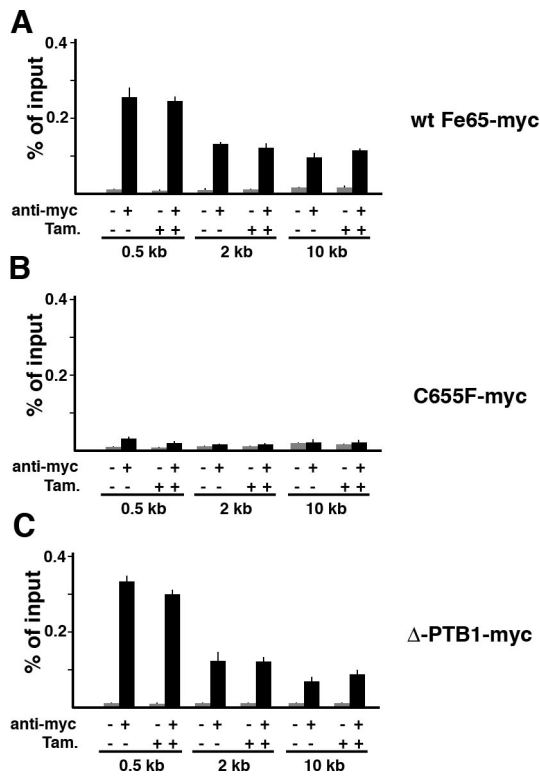 A
0.4
0.2
% of input
wt Fe65-myc
anti-myc - + - + - + - + - + - +
Tam. - - + + - - + + - - + +
0.5 kb 2 kb 10 kb
B
0.4
0.2
% of input
C655F-myc
anti-myc - + - + - + - + - + - +
Tam. - - + + - - + + - - + +
0.5 kb 2 kb 10 kb
C
0.4
0.2
% of input
Δ-PTB1-myc
anti-myc - + - + - + - + - + - +
Tam. - - + + - - + + - - + +
0.5 kb 2 kb 10 kb